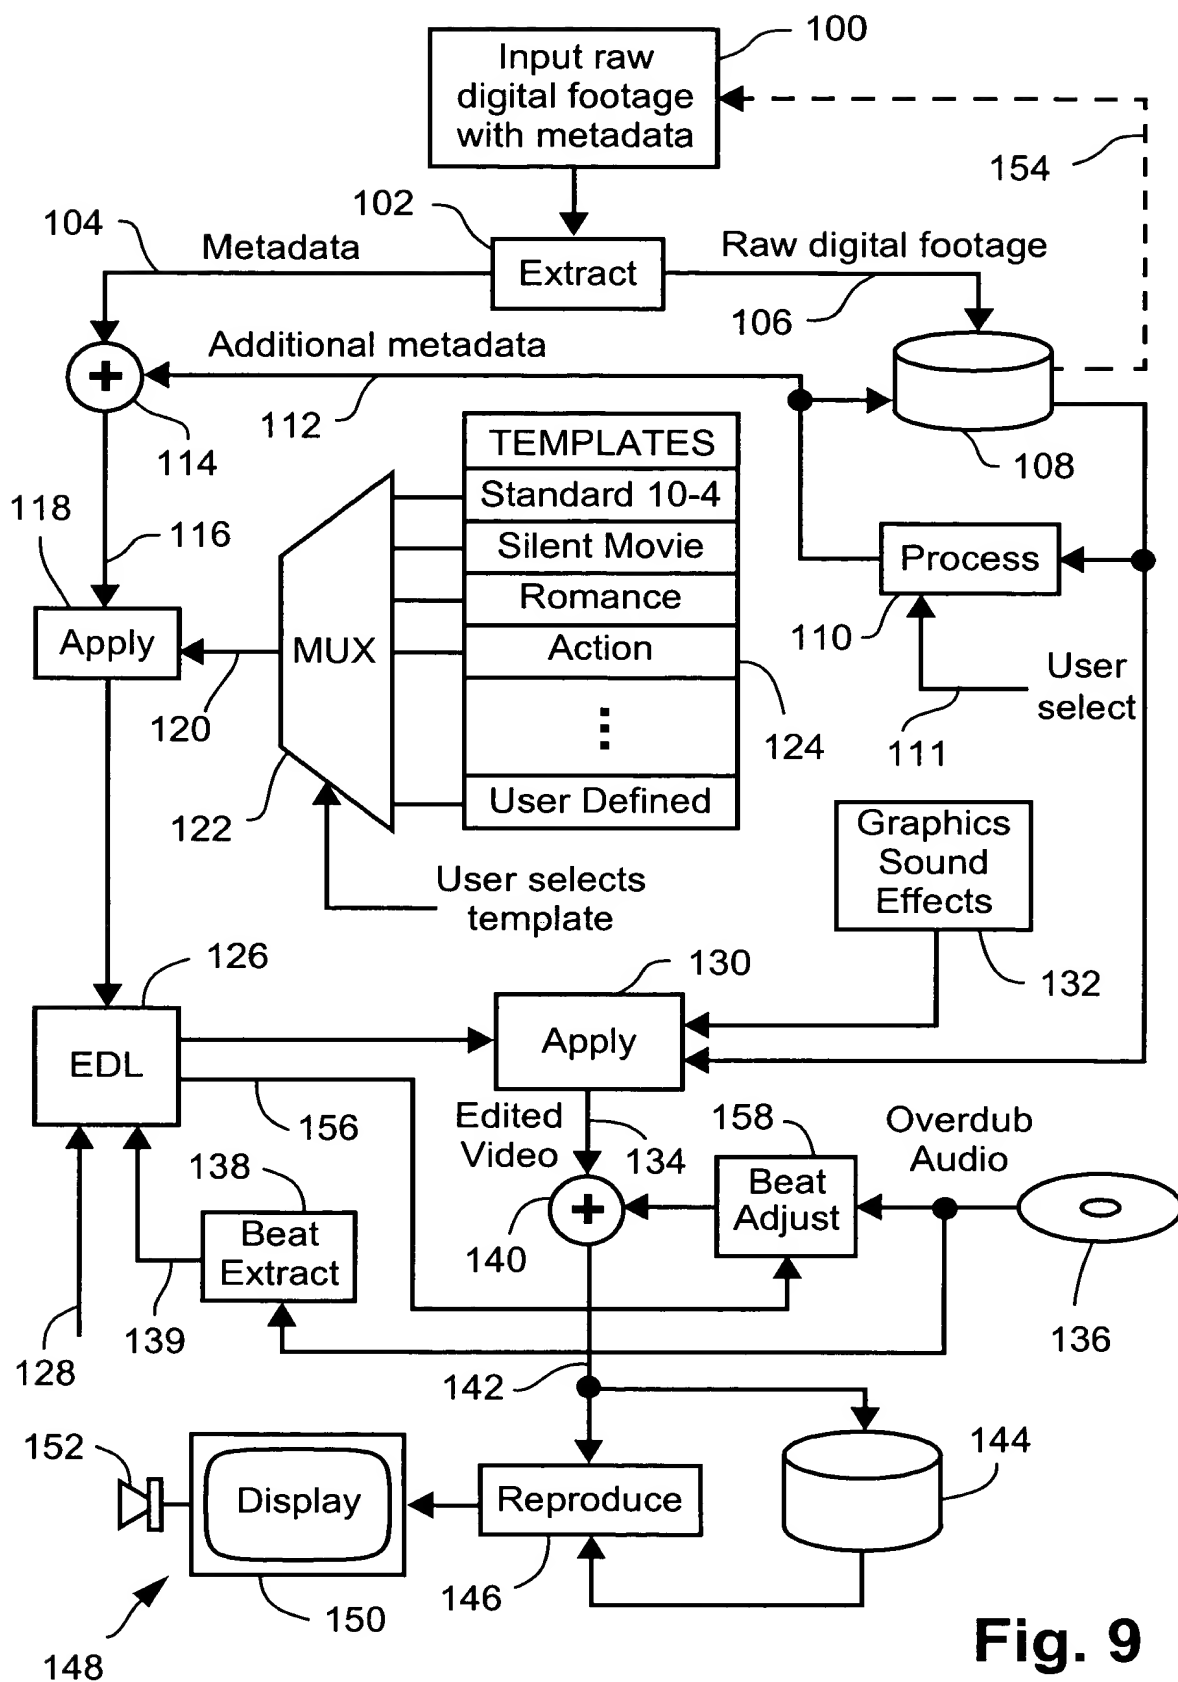 100
Input raw
digital footage
with metadata
154
102
104
Metadata
Extract
Raw digital footage
106
Additional metadata
112
114
108
TEMPLATES
Standard 10-4
Silent Movie
Romance
Action
⋮
User Defined
124
118
116
Apply
120
MUX
122
User selects
template
Process
110
User
select
111
Graphics
Sound
Effects
132
126
EDL
130
Apply
156
Edited
Video
134
158
Beat
Adjust
Overdub
Audio
136
138
Beat
Extract
139
128
140
142
144
152
Display
Reproduce
146
150
148
Fig. 9